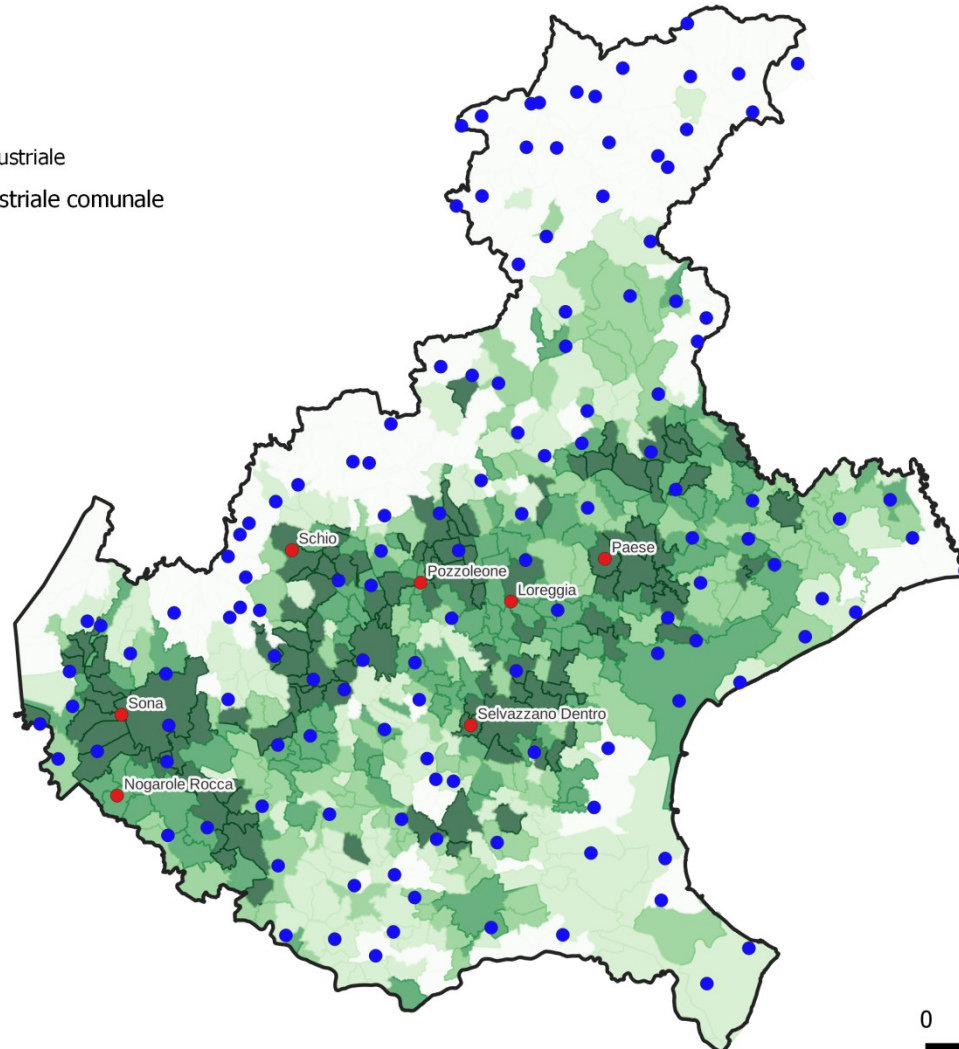 ustriale
striale comunale
Schio
Paese
Pozzoleone
Loreggia
Sona
Selvazzano Dentro
Nogarole Rocca
0